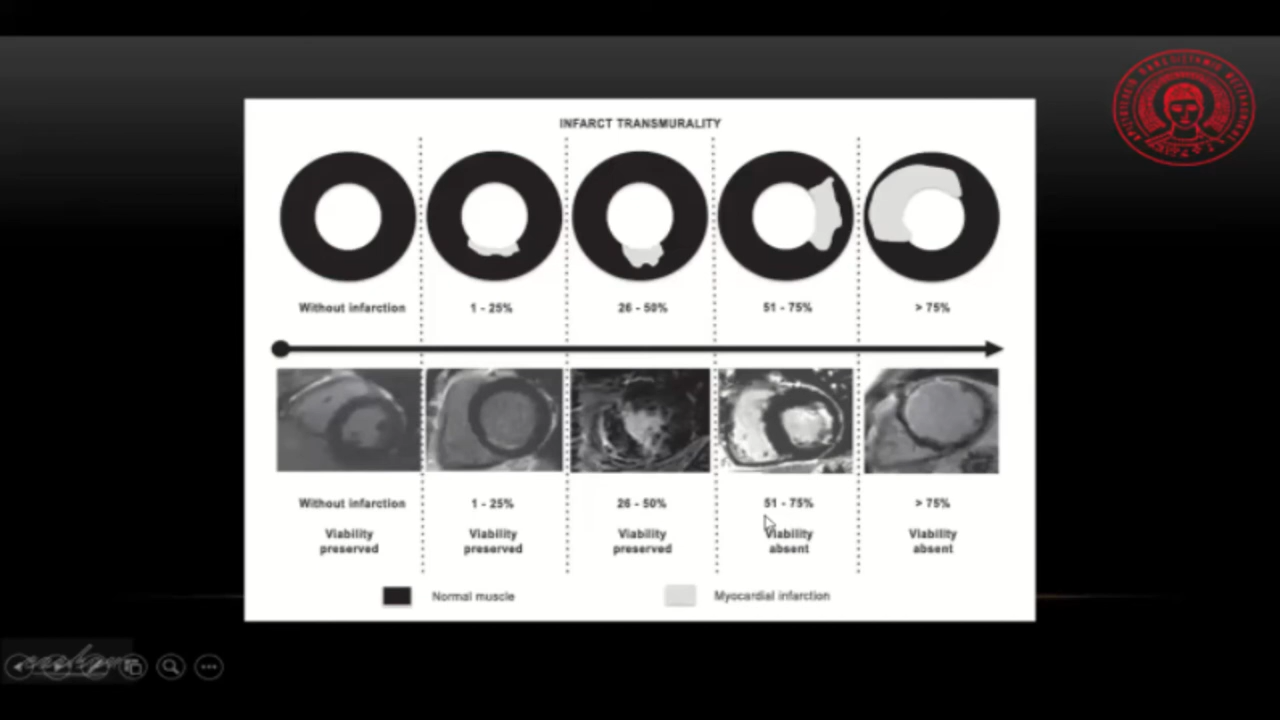 INFARCT TRANSMURALITY
Without infarction
1 - 25%
26 - 50%
51 - 75%
> 75%
Without infarction
1 - 25%
26 - 50%
51 - 75%
> 75%
Viability
preserved
Viability
preserved
Viability
preserved
Viability
absent
Viability
absent
Normal muscle
Myocardial infarction